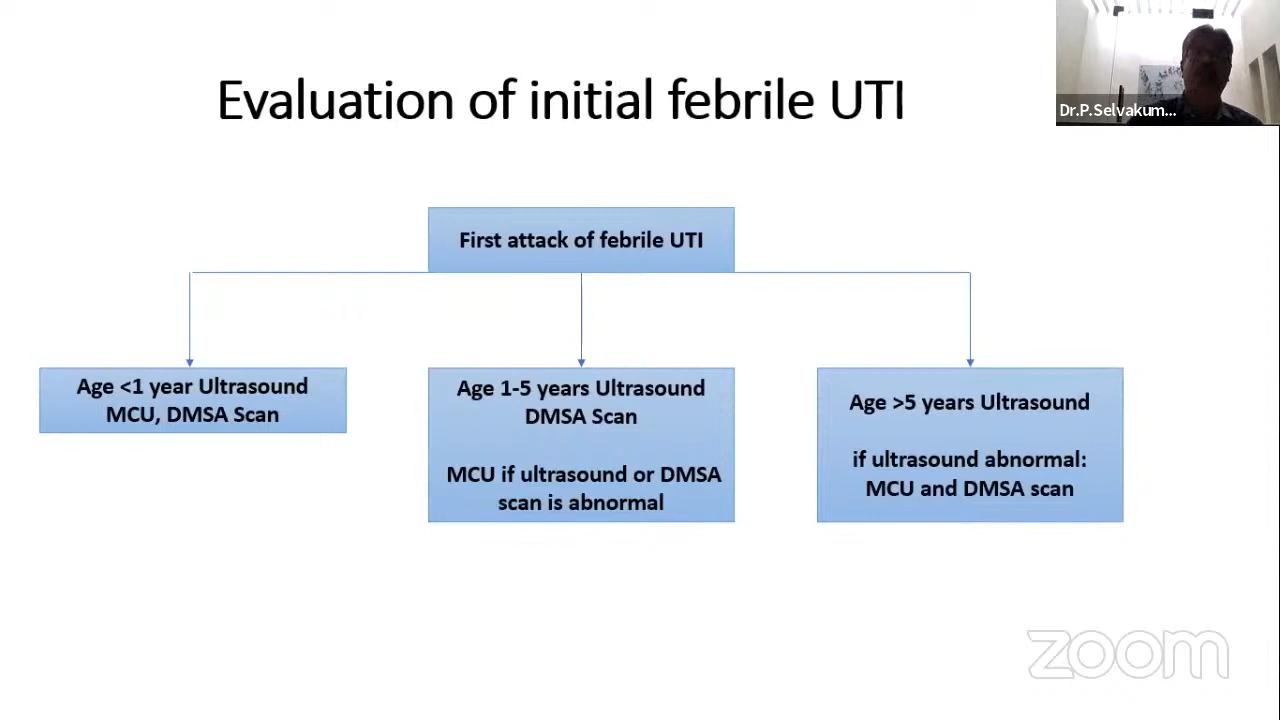 Evaluation of initial febrile UTI
Dr.P.Selvakum...
First attack of febrile UTI
Age <1 year Ultrasound
MCU, DMSA Scan
Age 1-5 years Ultrasound
DMSA Scan
MCU if ultrasound or DMSA
scan is abnormal
Age >5 years Ultrasound
if ultrasound abnormal:
MCU and DMSA scan
zoom